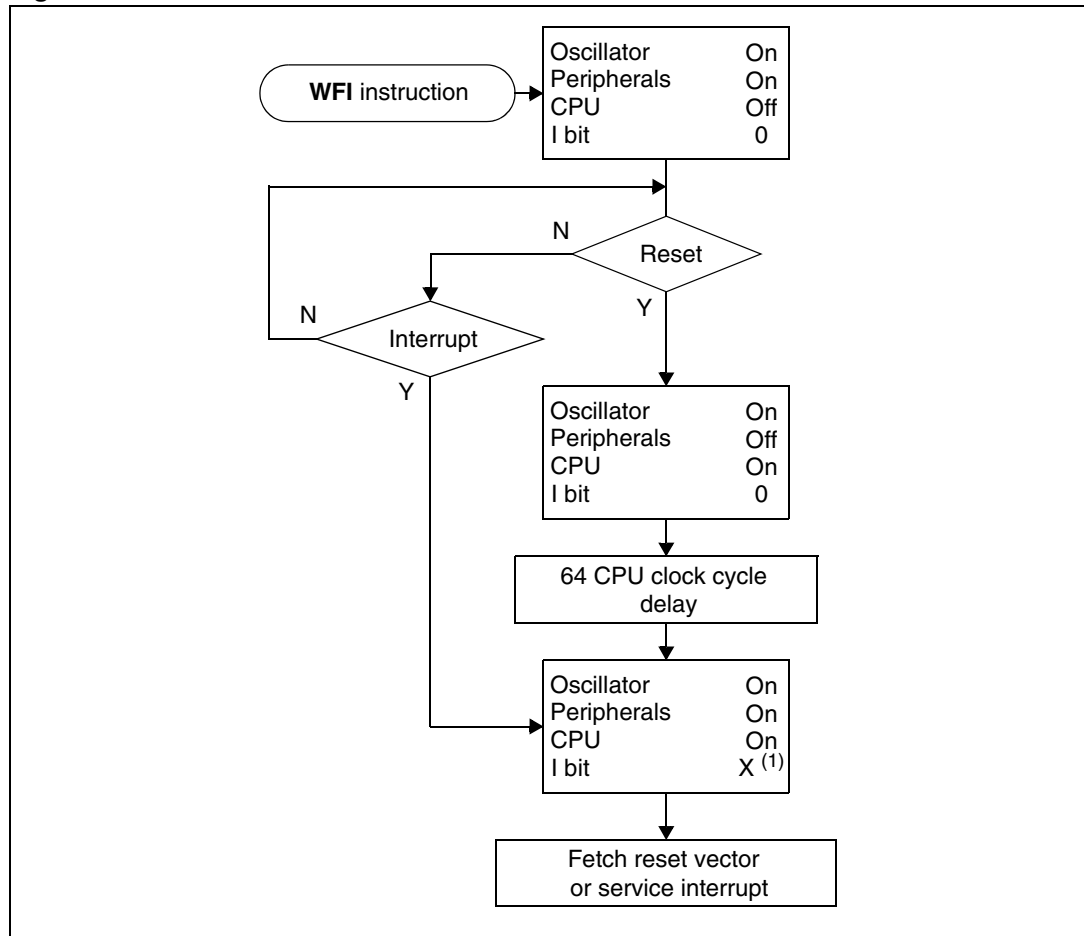 WFI instruction
Oscillator On
Peripherals On
CPU Off
I bit 0
N
Reset
Y
N
Interrupt
Y
Oscillator On
Peripherals Off
CPU On
I bit 0
64 CPU clock cycle
delay
Oscillator On
Peripherals On
CPU On
I bit X (1)
Fetch reset vector
or service interrupt